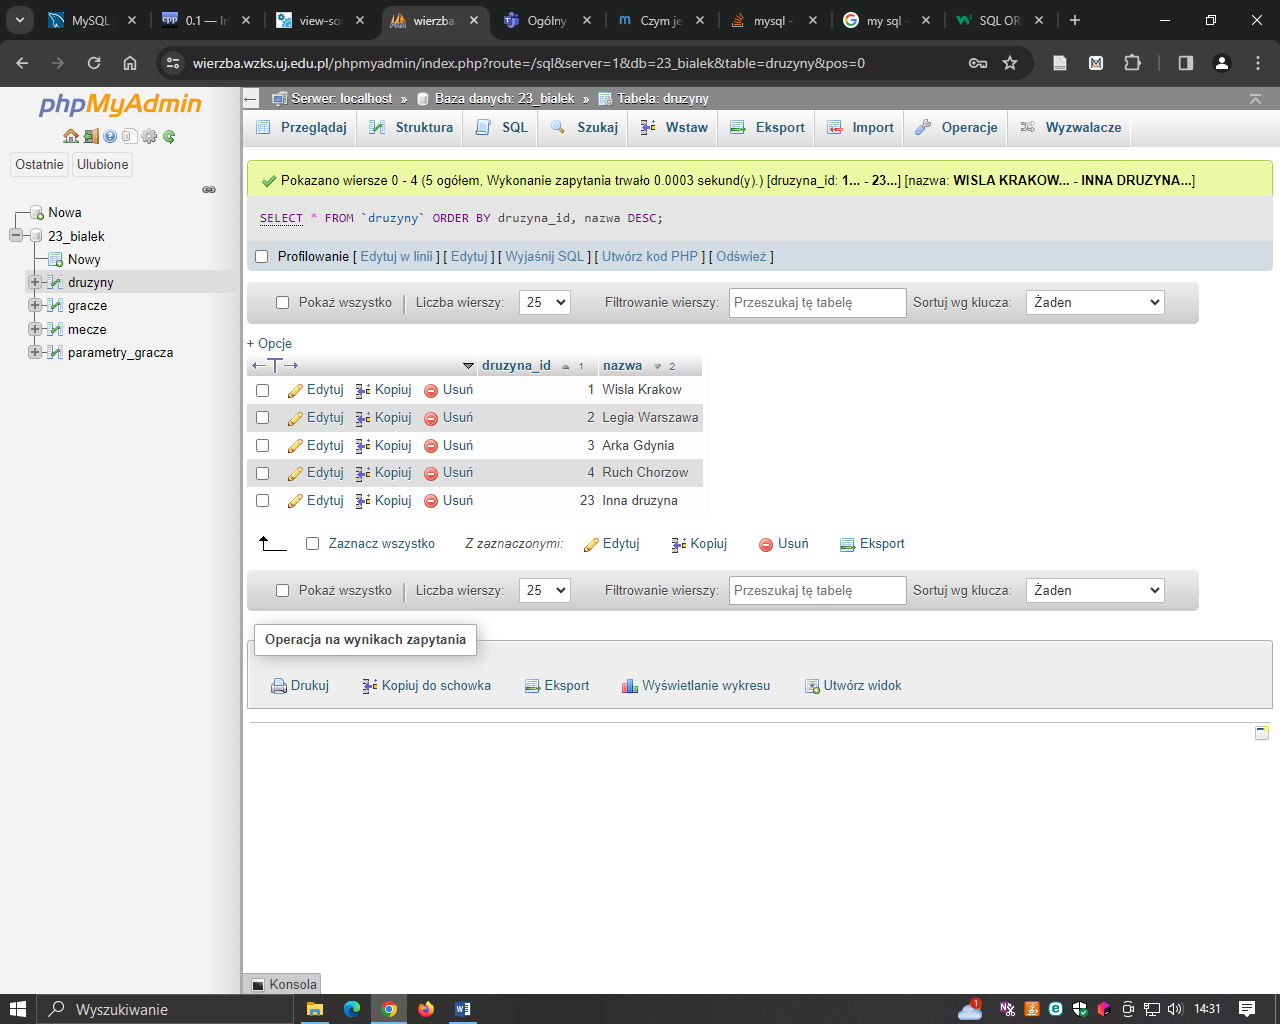 MySQL
0.1 — In
view-sou
wierzba.
Ogólny
Czym je
mysql -
my sql -
SQL OR
wierzba.wzks.uj.edu.pl/phpmyadmin/index.php?route=/sql&server=1&db=23_bialek&table=druzyny&pos=0
phpMyAdmin
Ostatnie Ulubione
Nowa
23_bialek
Nowy
druzyny
gracze
mecze
parametry_gracza
Serwer: localhost » Baza danych: 23_bialek » Tabela: druzyny
Przeglądaj Struktura SQL Szukaj Wstaw Eksport Import Operacje Wyzwalacze
Pokazano wiersze 0 - 4 (5 ogółem, Wykonanie zapytania trwało 0.0003 sekund(y).) [druzyna_id: 1... - 23...] [nazwa: WISLA KRAKOW... - INNA DRUZYNA...]
SELECT * FROM `druzyny` ORDER BY druzyna_id, nazwa DESC;
Profilowanie [ Edytuj w linii ] [ Edytuj ] [ Wyjaśnij SQL ] [ Utwórz kod PHP ] [ Odśwież ]
Pokaż wszystko Liczba wierszy: 25 Filtrowanie wierszy: Przeszukaj tę tabelę Sortuj wg klucza: Żaden
+ Opcje
druzyna_id 1 nazwa 2
Edytuj Kopiuj Usuń 1 Wisla Krakow
Edytuj Kopiuj Usuń 2 Legia Warszawa
Edytuj Kopiuj Usuń 3 Arka Gdynia
Edytuj Kopiuj Usuń 4 Ruch Chorzow
Edytuj Kopiuj Usuń 23 Inna druzyna
Zaznacz wszystko Z zaznaczonymi: Edytuj Kopiuj Usuń Eksport
Pokaż wszystko Liczba wierszy: 25 Filtrowanie wierszy: Przeszukaj tę tabelę Sortuj wg klucza: Żaden
Operacja na wynikach zapytania
Drukuj Kopiuj do schowka Eksport Wyświetlanie wykresu Utwórz widok
Konsola
Wyszukiwanie
1
14:31